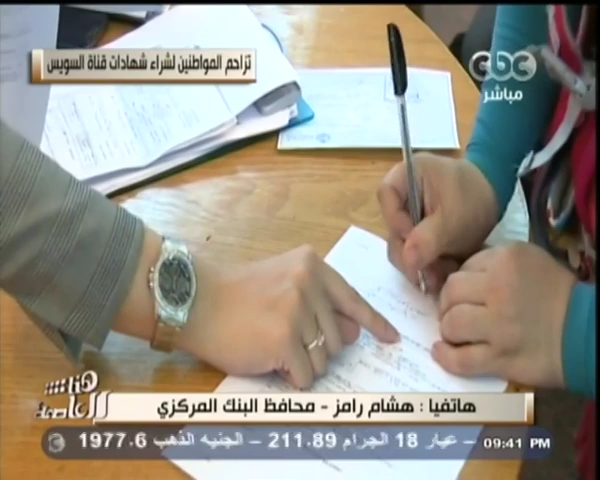 تزاحم المواطنين لشراء شهادات قناة السويس
cbc
مباشر
هنا
العاصمة
هاتفيا : هشام رامز - محافظ البنك المركزي
عيار 18 الجرام 211.89 - الجنيه الذهب 1977.6
09:41 PM